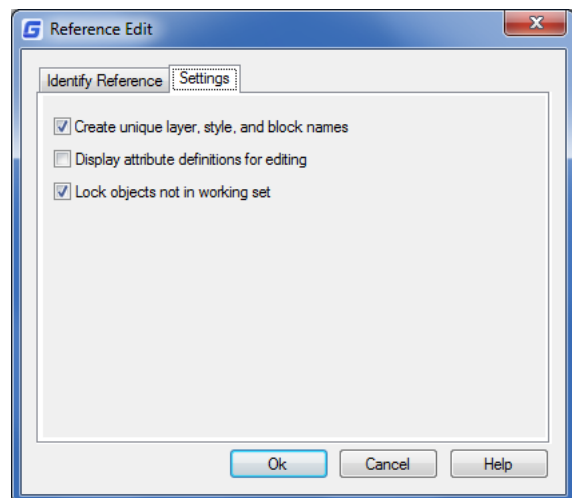 Reference Edit
Identify Reference
Settings
Create unique layer, style, and block names
Display attribute definitions for editing
Lock objects not in working set
Ok
Cancel
Help